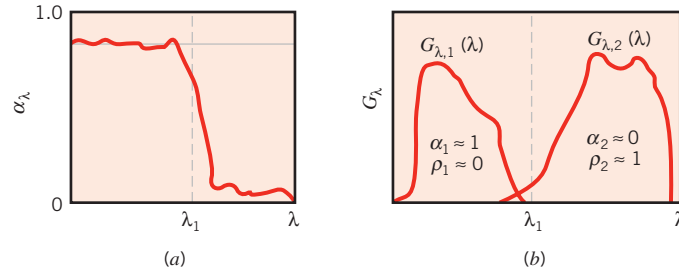 1.0
αλ
0
λ1
λ
(a)
Gλ,1 (λ)
Gλ,2 (λ)
Gλ
α1 ≈ 1
ρ1 ≈ 0
α2 ≈ 0
ρ2 ≈ 1
λ1
λ
(b)